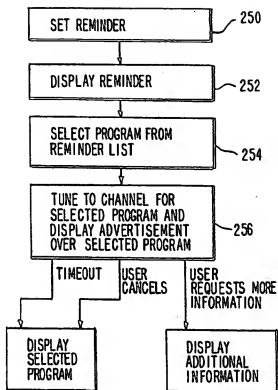 SET REMINDER
250
DISPLAY REMINDER
252
SELECT PROGRAM FROM
REMINDER LIST
254
TUNE TO CHANNEL FOR
SELECTED PROGRAM AND
DISPLAY ADVERTISEMENT
OVER SELECTED PROGRAM
256
TIMEOUT
USER
CANCELS
USER
REQUESTS MORE
INFORMATION
DISPLAY
SELECTED
PROGRAM
DISPLAY
ADDITIONAL
INFORMATION